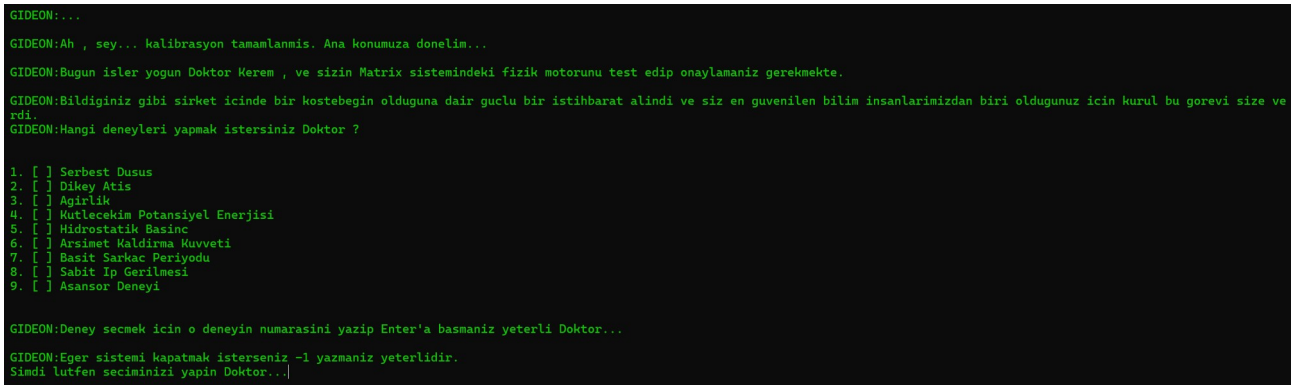 GIDEON:...
GIDEON:Ah , sey... kalibrasyon tamamlanmis. Ana konumuza donelim...
GIDEON:Bugun isler yogun Doktor Kerem , ve sizin Matrix sistemindeki fizik motorunu test edip onaylamaniz gerekmekte.
GIDEON:Bildiginiz gibi sirket icinde bir kostebegin olduguna dair guclu bir istihbarat alindi ve siz en guvenilen bilim insanlarimizdan biri oldugunuz icin kurul bu gorevi size ve
rdi.
GIDEON:Hangi deneyleri yapmak istersiniz Doktor ?
1. [ ] Serbest Dusus
2. [ ] Dikey Atis
3. [ ] Agirlik
4. [ ] Kutlecekim Potansiyel Enerjisi
5. [ ] Hidrostatik Basinc
6. [ ] Arsimet Kaldirma Kuvveti
7. [ ] Basit Sarkac Periyodu
8. [ ] Sabit Ip Gerilmesi
9. [ ] Asansor Deneyi
GIDEON:Deney secmek icin o deneyin numarasini yazip Enter'a basmaniz yeterli Doktor...
GIDEON:Eger sistemi kapatmak isterseniz -1 yazmaniz yeterlidir.
Simdi lutfen seciminizi yapin Doktor...